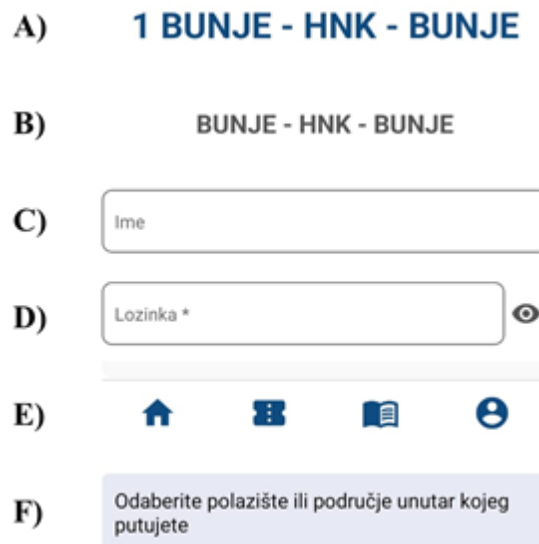 A) 1 BUNJE - HNK - BUNJE
B) BUNJE - HNK - BUNJE
C) Ime
D) Lozinka *
E)
F) Odaberite polazište ili područje unutar kojeg
putujete